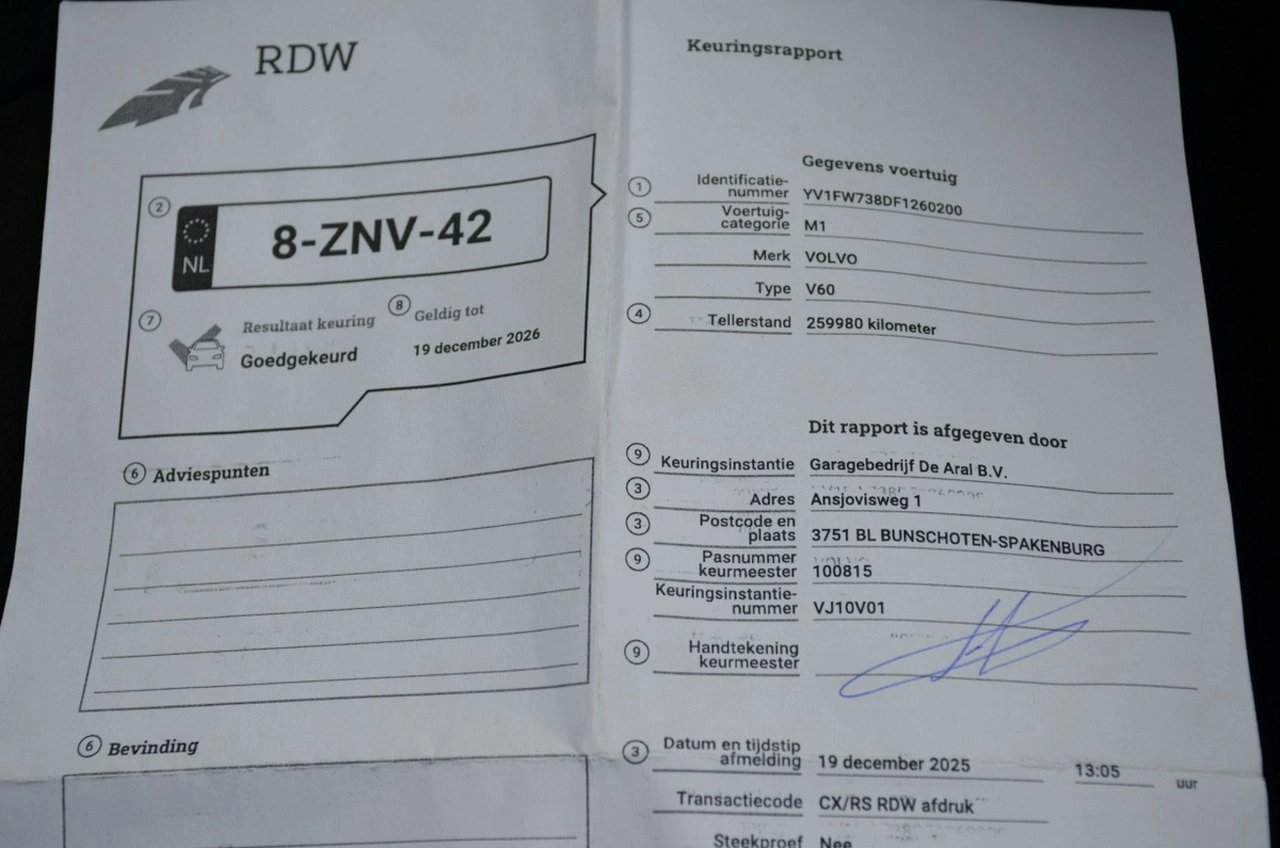 RDW
Keuringsrapport
② 8-ZNV-42
NL
⑦ Resultaat keuring
Goedgekeurd
⑧ Geldig tot
19 december 2026
⑥ Adviespunten
⑥ Bevinding
Gegevens voertuig
① Identificatie-
nummer YV1FW738DF1260200
⑤ Voertuig-
categorie M1
Merk VOLVO
Type V60
④ Tellerstand 259980 kilometer
Dit rapport is afgegeven door
⑨ Keuringsinstantie Garagebedrijf De Aral B.V.
③ Adres Ansjovisweg 1
③ Postcode en
plaats 3751 BL BUNSCHOTEN-SPAKENBURG
⑨ Pasnummer
keurmeester 100815
Keuringsinstantie-
nummer VJ10V01
⑨ Handtekening
keurmeester
③ Datum en tijdstip
afmelding 19 december 2025 13:05 uur
Transactiecode CX/RS RDW afdruk
Steekproef Nee